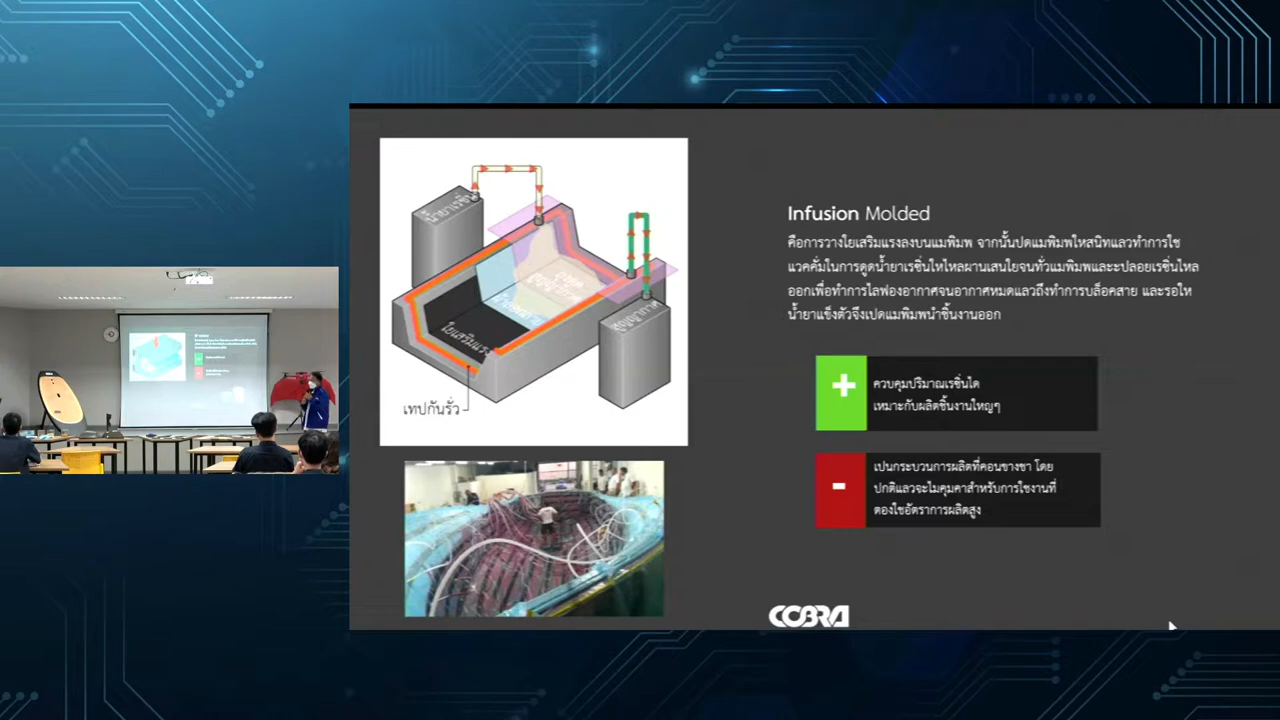 น้ำยาเรซิ่น
ใยเสริมแรง
เทปกันรั่ว
Infusion Molded
คือการวางใยเสริมแรงลงบนแมพิมพ จากนั้นปดแมพิมพใหสนิทแลวทำการใช
แวคคั่มในการดูดน้ำยาเรซิ่นใหไหลผานเสนใยจนทั่วแมพิมพและะปลอยเรซิ่นไหล
ออกเพื่อทำการไลฟองอากาศจนอากาศหมดแลวถึงทำการบล็อคสาย และรอให
น้ำยาแข็งตัวจึงเปดแมพิมพนำชิ้นงานออก
+
ควบคุมปริมาณเรซิ่นได
เหมาะกับผลิตชิ้นงานใหญๆ
-
เปนกระบวนการผลิตที่คอนขางชา โดย
ปกติแลวจะไมคุมคาสำหรับการใชงานที่
ตองใชอัตราการผลิตสูง
COBRA